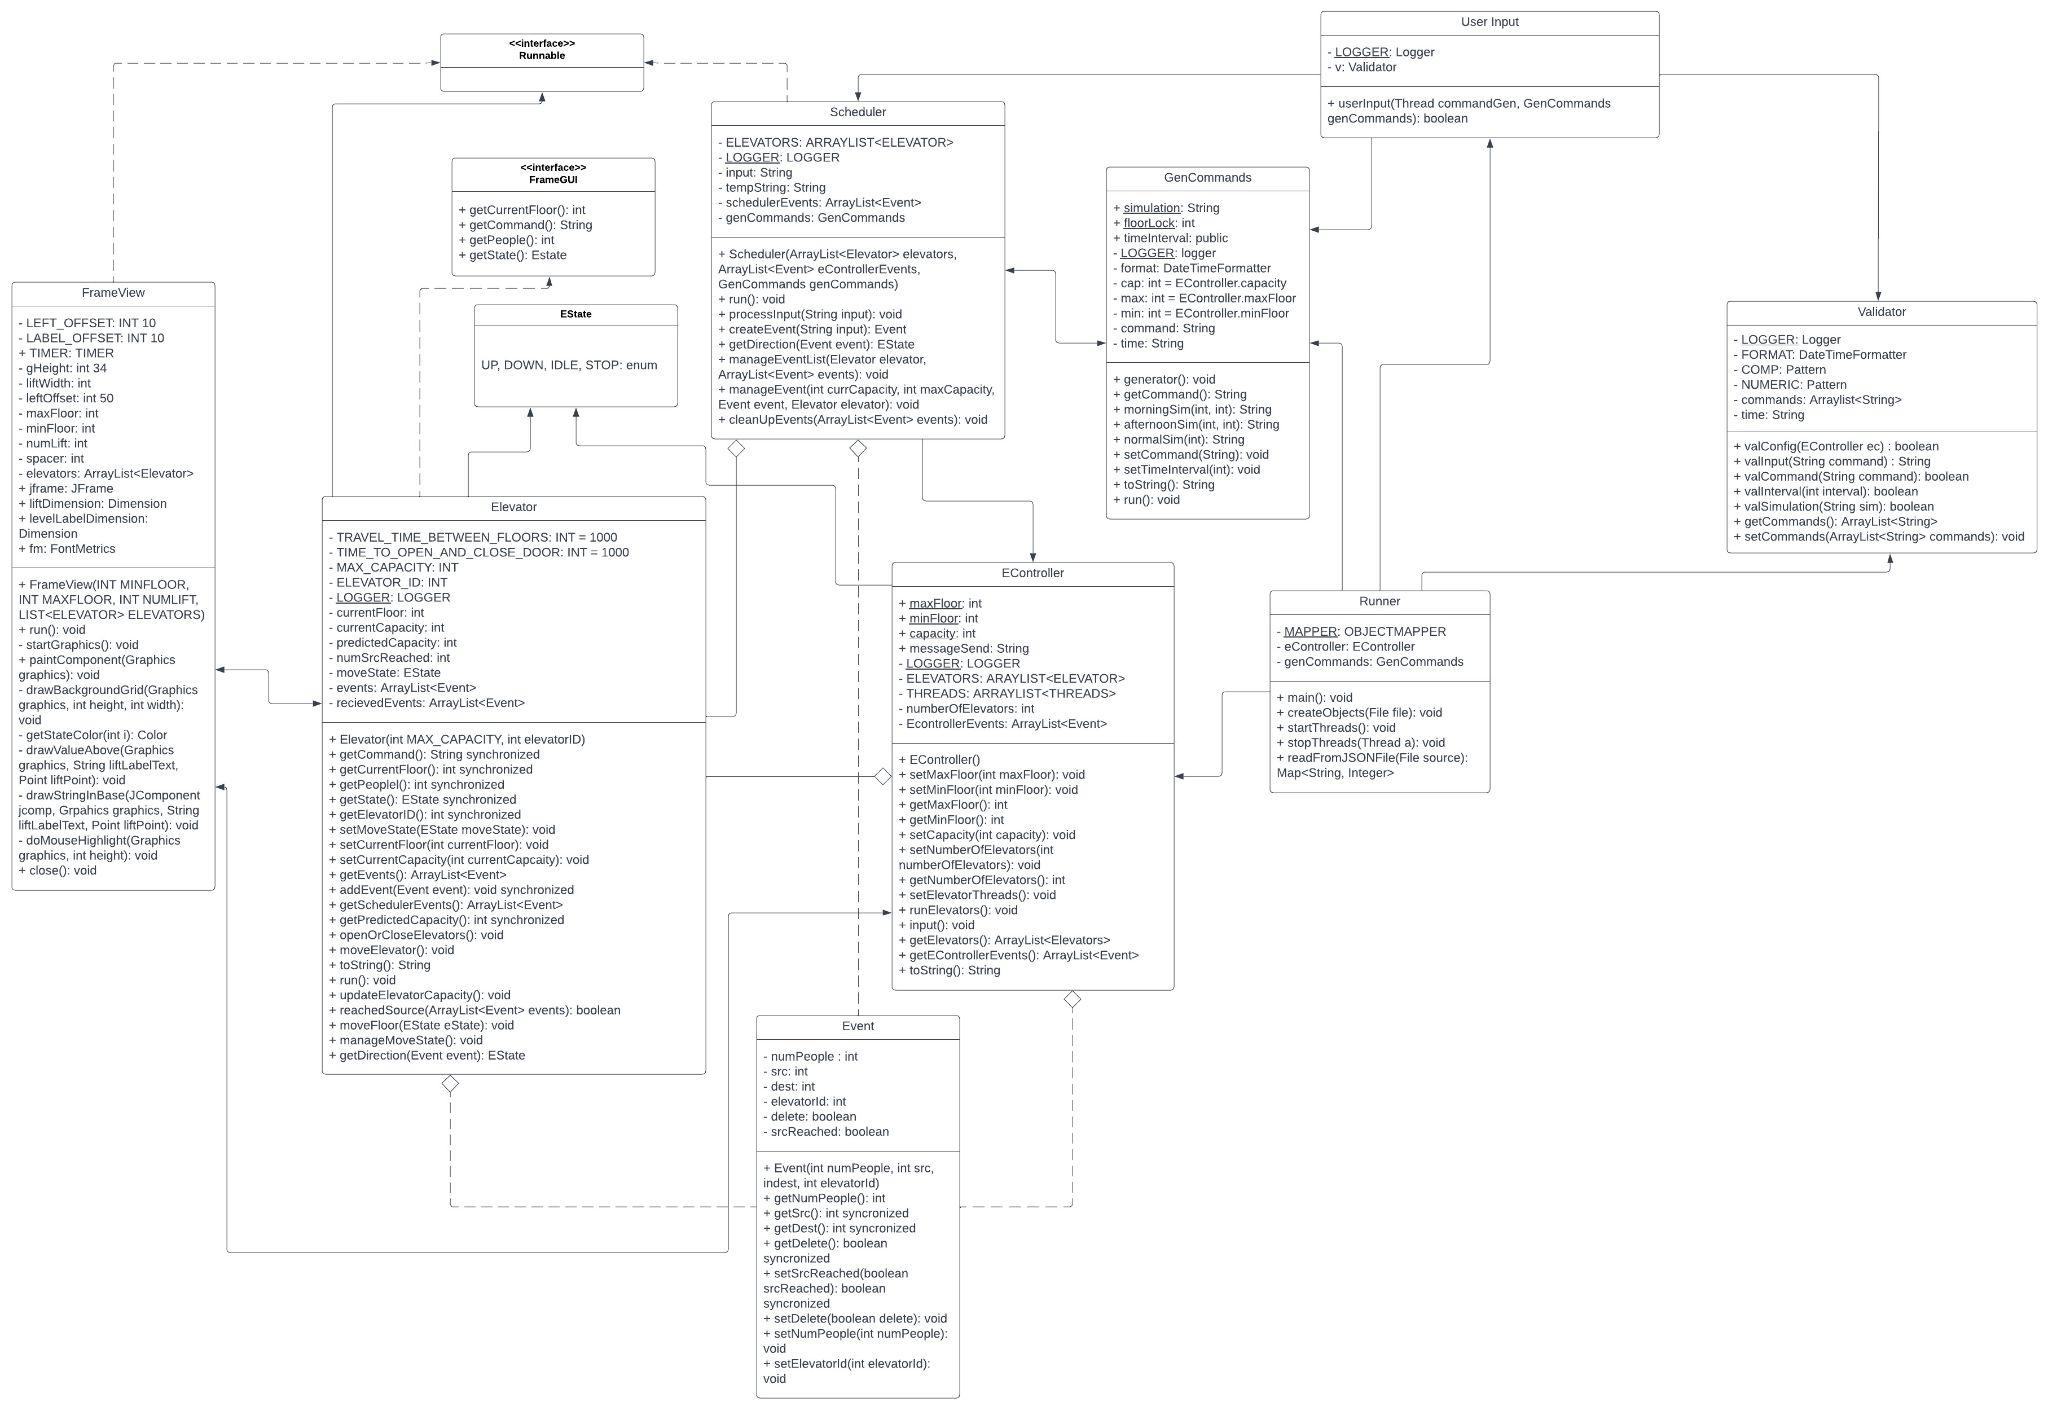 <<interface>>
Runnable
User Input
- LOGGER: Logger
- v: Validator
+ userInput(Thread commandGen, GenCommands
genCommands): boolean
Scheduler
- ELEVATORS: ARRAYLIST<ELEVATOR>
- LOGGER: LOGGER
- input: String
- tempString: String
- schedulerEvents: ArrayList<Event>
- genCommands: GenCommands
+ Scheduler(ArrayList<Elevator> elevators,
ArrayList<Event> eControllerEvents,
GenCommands genCommands)
+ run(): void
+ processInput(String input): void
+ createEvent(String input): Event
+ getDirection(Event event): EState
+ manageEventList(Elevator elevator,
ArrayList<Event> events): void
+ manageEvent(int currCapacity, int maxCapacity,
Event event, Elevator elevator): void
+ cleanUpEvents(ArrayList<Event> events): void
<<interface>>
FrameGUI
+ getCurrentFloor(): int
+ getCommand(): String
+ getPeople(): int
+ getState(): Estate
GenCommands
+ simulation: String
+ floorLock: int
+ timeInterval: public
- LOGGER: logger
- format: DateTimeFormatter
- cap: int = EController.capacity
- max: int = EController.maxFloor
- min: int = EController.minFloor
- command: String
- time: String
+ generator(): void
+ getCommand(): String
+ morningSim(int, int): String
+ afternoonSim(int, int): String
+ normalSim(int): String
+ setCommand(String): void
+ setTimeInterval(int): void
+ toString(): String
+ run(): void
FrameView
- LEFT_OFFSET: INT 10
- LABEL_OFFSET: INT 10
+ TIMER: TIMER
- gHeight: int 34
- liftWidth: int
- leftOffset: int 50
- maxFloor: int
- minFloor: int
- numLift: int
- spacer: int
- elevators: ArrayList<Elevator>
+ jframe: JFrame
+ liftDimension: Dimension
+ levelLabelDimension:
Dimension
+ fm: FontMetrics
+ FrameView(INT MINFLOOR,
INT MAXFLOOR, INT NUMLIFT,
LIST<ELEVATOR> ELEVATORS)
+ run(): void
- startGraphics(): void
+ paintComponent(Graphics
graphics): void
- drawBackgroundGrid(Graphics
graphics, int height, int width):
void
- getStateColor(int i): Color
- drawValueAbove(Graphics
graphics, String liftLabelText,
Point liftPoint): void
- drawStringInBase(JComponent
jcomp, Grpahics graphics, String
liftLabelText, Point liftPoint): void
- doMouseHighlight(Graphics
graphics, int height): void
+ close(): void
EState
UP, DOWN, IDLE, STOP: enum
Validator
- LOGGER: Logger
- FORMAT: DateTimeFormatter
- COMP: Pattern
- NUMERIC: Pattern
- commands: Arraylist<String>
- time: String
+ valConfig(EController ec) : boolean
+ valInput(String command) : String
+ valCommand(String command): boolean
+ valInterval(int interval): boolean
+ valSimulation(String sim): boolean
+ getCommands(): ArrayList<String>
+ setCommands(ArrayList<String> commands): void
Elevator
- TRAVEL_TIME_BETWEEN_FLOORS: INT = 1000
- TIME_TO_OPEN_AND_CLOSE_DOOR: INT = 1000
- MAX_CAPACITY: INT
- ELEVATOR_ID: INT
- LOGGER: LOGGER
- currentFloor: int
- currentCapacity: int
- predictedCapacity: int
- numSrcReached: int
- moveState: EState
- events: ArrayList<Event>
- recievedEvents: ArrayList<Event>
+ Elevator(int MAX_CAPACITY, int elevatorID)
+ getCommand(): String synchronized
+ getCurrentFloor(): int synchronized
+ getPeoplel(): int synchronized
+ getState(): EState synchronized
+ getElevatorID(): int synchronized
+ setMoveState(EState moveState): void
+ setCurrentFloor(int currentFloor): void
+ setCurrentCapacity(int currentCapcaity): void
+ getEvents(): ArrayList<Event>
+ addEvent(Event event): void synchronized
+ getSchedulerEvents(): ArrayList<Event>
+ getPredictedCapacity(): int synchronized
+ openOrCloseElevators(): void
+ moveElevator(): void
+ toString(): String
+ run(): void
+ updateElevatorCapacity(): void
+ reachedSource(ArrayList<Event> events): boolean
+ moveFloor(EState eState): void
+ manageMoveState(): void
+ getDirection(Event event): EState
EController
+ maxFloor: int
+ minFloor: int
+ capacity: int
+ messageSend: String
- LOGGER: LOGGER
- ELEVATORS: ARAYLIST<ELEVATOR>
- THREADS: ARRAYLIST<THREADS>
- numberOfElevators: int
- EcontrollerEvents: ArrayList<Event>
+ EController()
+ setMaxFloor(int maxFloor): void
+ setMinFloor(int minFloor): void
+ getMaxFloor(): int
+ getMinFloor(): int
+ setCapacity(int capacity): void
+ setNumberOfElevators(int
numberOfElevators): void
+ getNumberOfElevators(): int
+ setElevatorThreads(): void
+ runElevators(): void
+ input(): void
+ getElevators(): ArrayList<Elevators>
+ getEControllerEvents(): ArrayList<Event>
+ toString(): String
Runner
- MAPPER: OBJECTMAPPER
- eController: EController
- genCommands: GenCommands
+ main(): void
+ createObjects(File file): void
+ startThreads(): void
+ stopThreads(Thread a): void
+ readFromJSONFile(File source):
Map<String, Integer>
Event
- numPeople : int
- src: int
- dest: int
- elevatorId: int
- delete: boolean
- srcReached: boolean
+ Event(int numPeople, int src,
indest, int elevatorId)
+ getNumPeople(): int
+ getSrc(): int syncronized
+ getDest(): int syncronized
+ getDelete(): boolean
syncronized
+ setSrcReached(boolean
srcReached): boolean
syncronized
+ setDelete(boolean delete): void
+ setNumPeople(int numPeople):
void
+ setElevatorId(int elevatorId):
void